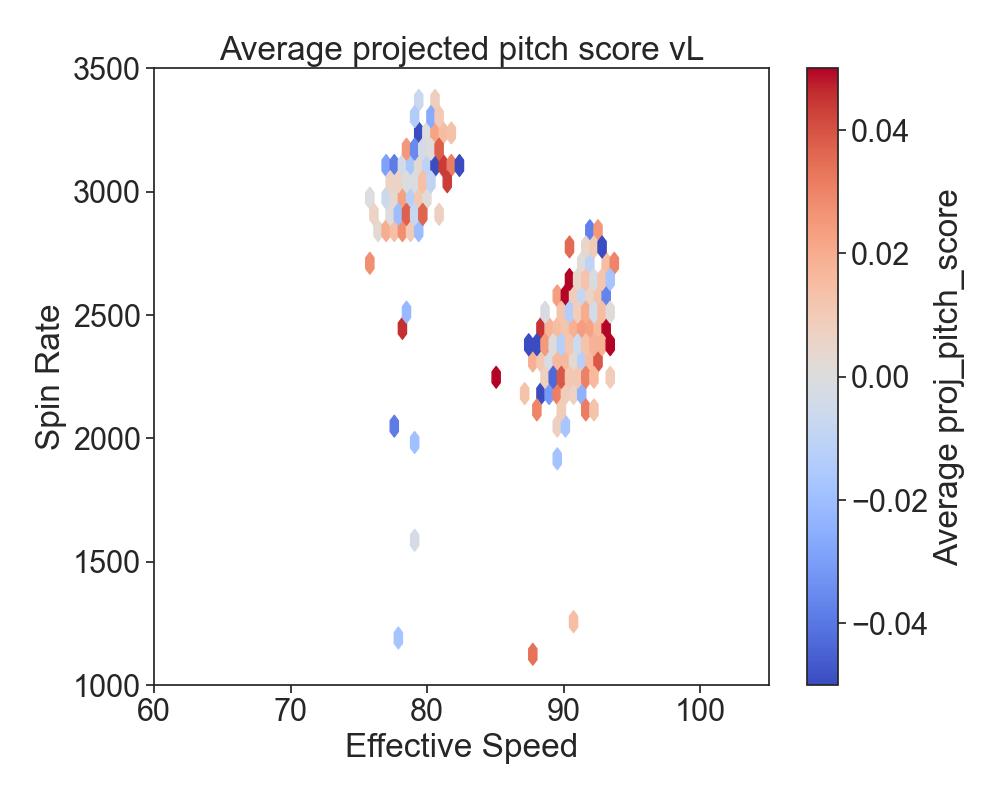 Average projected pitch score vL
3500
3000
2500
2000
1500
1000
Spin Rate
60 70 80 90 100
Effective Speed
0.04
0.02
0.00
−0.02
−0.04
Average proj_pitch_score